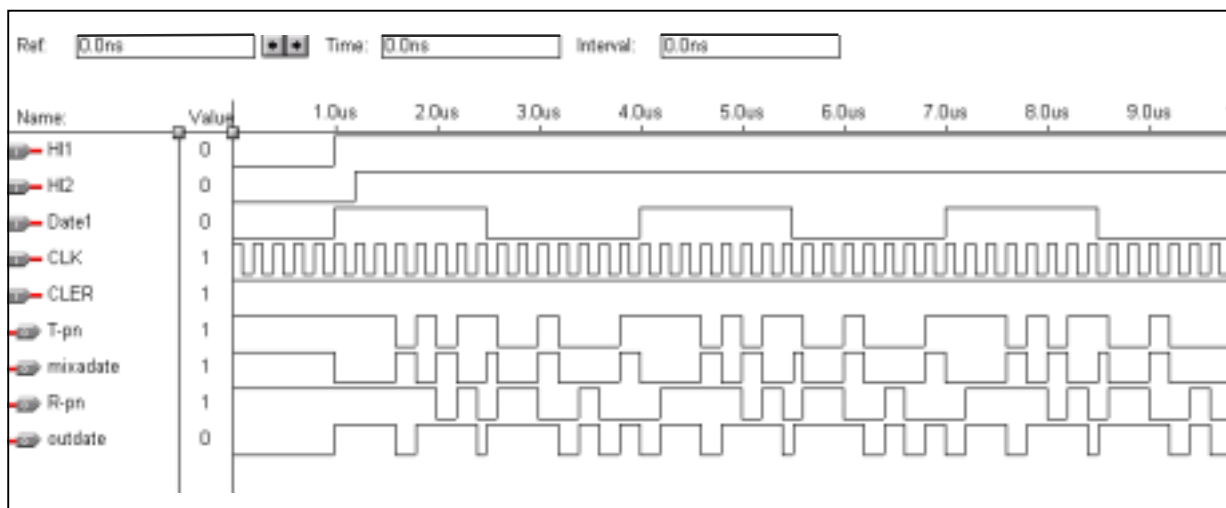 Ref: 0.0ns Time: 0.0ns Interval: 0.0ns
Name: Value 1.0us 2.0us 3.0us 4.0us 5.0us 6.0us 7.0us 8.0us 9.0us
HI1 0
HI2 0
Date1 0
CLK 1
CLER 1
T-pn 1
mixadate 1
R-pn 1
outdate 0